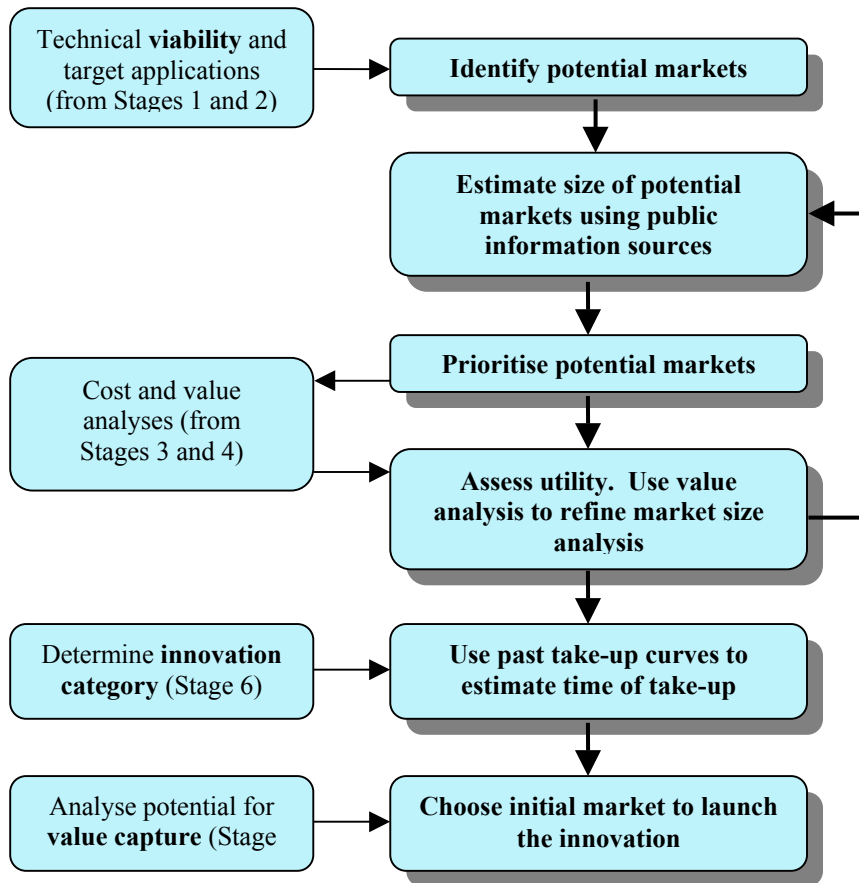 Technical viability and
target applications
(from Stages 1 and 2)
Identify potential markets
Estimate size of potential
markets using public
information sources
Prioritise potential markets
Cost and value
analyses (from
Stages 3 and 4)
Assess utility.  Use value
analysis to refine market size
analysis
Determine innovation
category (Stage 6)
Use past take-up curves to
estimate time of take-up
Analyse potential for
value capture (Stage
Choose initial market to launch
the innovation